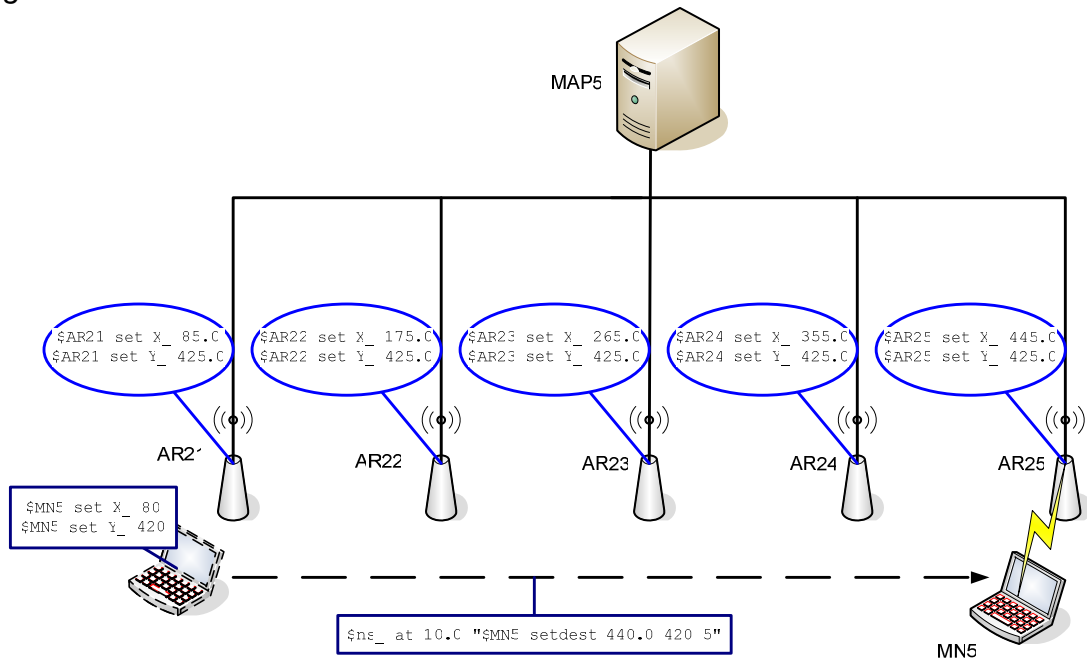 MAP5
$AR21 set X_ 85.0
$AR21 set Y_ 425.0
$AR22 set X_ 175.0
$AR22 set Y_ 425.0
$AR23 set X_ 265.0
$AR23 set Y_ 425.0
$AR24 set X_ 355.0
$AR24 set Y_ 425.0
$AR25 set X_ 445.0
$AR25 set Y_ 425.0
AR21
AR22
AR23
AR24
AR25
$MN5 set X_ 80
$MN5 set Y_ 420
$ns_ at 10.0 "$MN5 setdest 440.0 420 5"
MN5